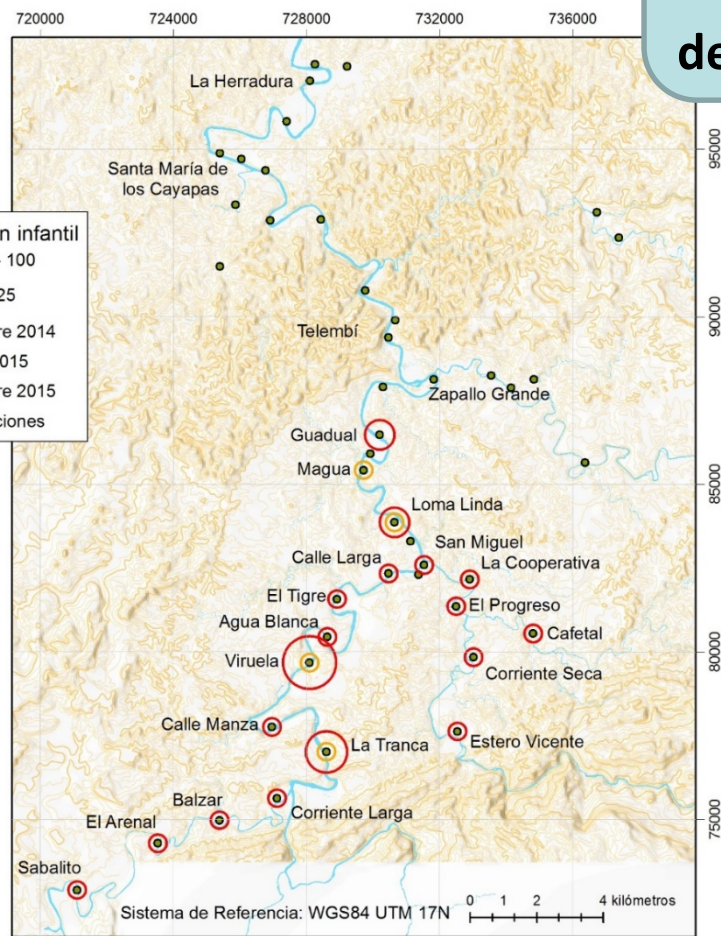 720000 724000 728000 732000 736000
de
La Herradura
95000
Santa María de
los Cayapas
n infantil
100
25
re 2014
015
re 2015
ciones
90000
Telembí
Zapallo Grande
Guadual
Magua
85000
Loma Linda
San Miguel
Calle Larga
La Cooperativa
El Tigre
El Progreso
Agua Blanca
Cafetal
Viruela
80000
Corriente Seca
Calle Manza
La Tranca
Estero Vicente
Balzar
Corriente Larga
El Arenal
75000
Sabalito
Sistema de Referencia: WGS84 UTM 17N
0 1 2 4 kilómetros